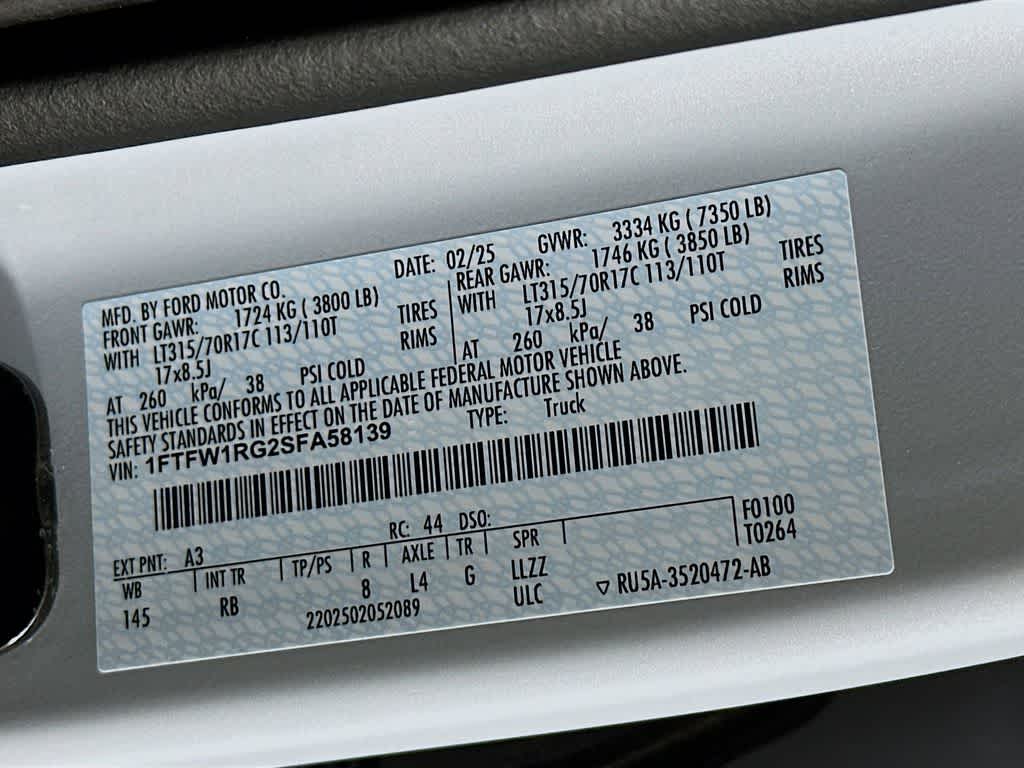 MFD. BY FORD MOTOR CO. DATE: 02/25 GVWR: 3334 KG ( 7350 LB)
FRONT GAWR: 1724 KG ( 3800 LB) REAR GAWR: 1746 KG ( 3850 LB)
WITH LT315/70R17C 113/110T TIRES WITH LT315/70R17C 113/110T TIRES
17x8.5J RIMS 17x8.5J RIMS
AT 260 kPa/ 38 PSI COLD AT 260 kPa/ 38 PSI COLD
THIS VEHICLE CONFORMS TO ALL APPLICABLE FEDERAL MOTOR VEHICLE
SAFETY STANDARDS IN EFFECT ON THE DATE OF MANUFACTURE SHOWN ABOVE.
VIN: 1FTFW1RG2SFA58139 TYPE: Truck
EXT PNT: A3 RC: 44 DSO: F0100
WB INT TR TP/PS R AXLE TR SPR T0264
145 RB 8 L4 G LLZZ
2202502052089 ULC RU5A-3520472-AB